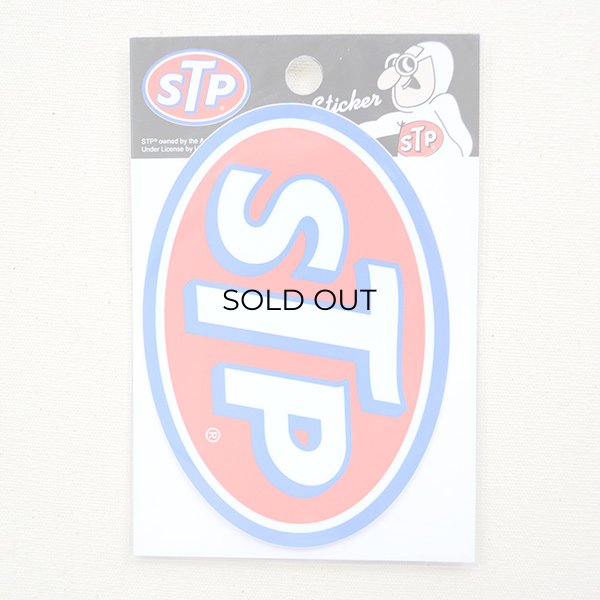 STP
®
Sticker
STP
STP® owned by the A
Under License by
STP
®
SOLD OUT